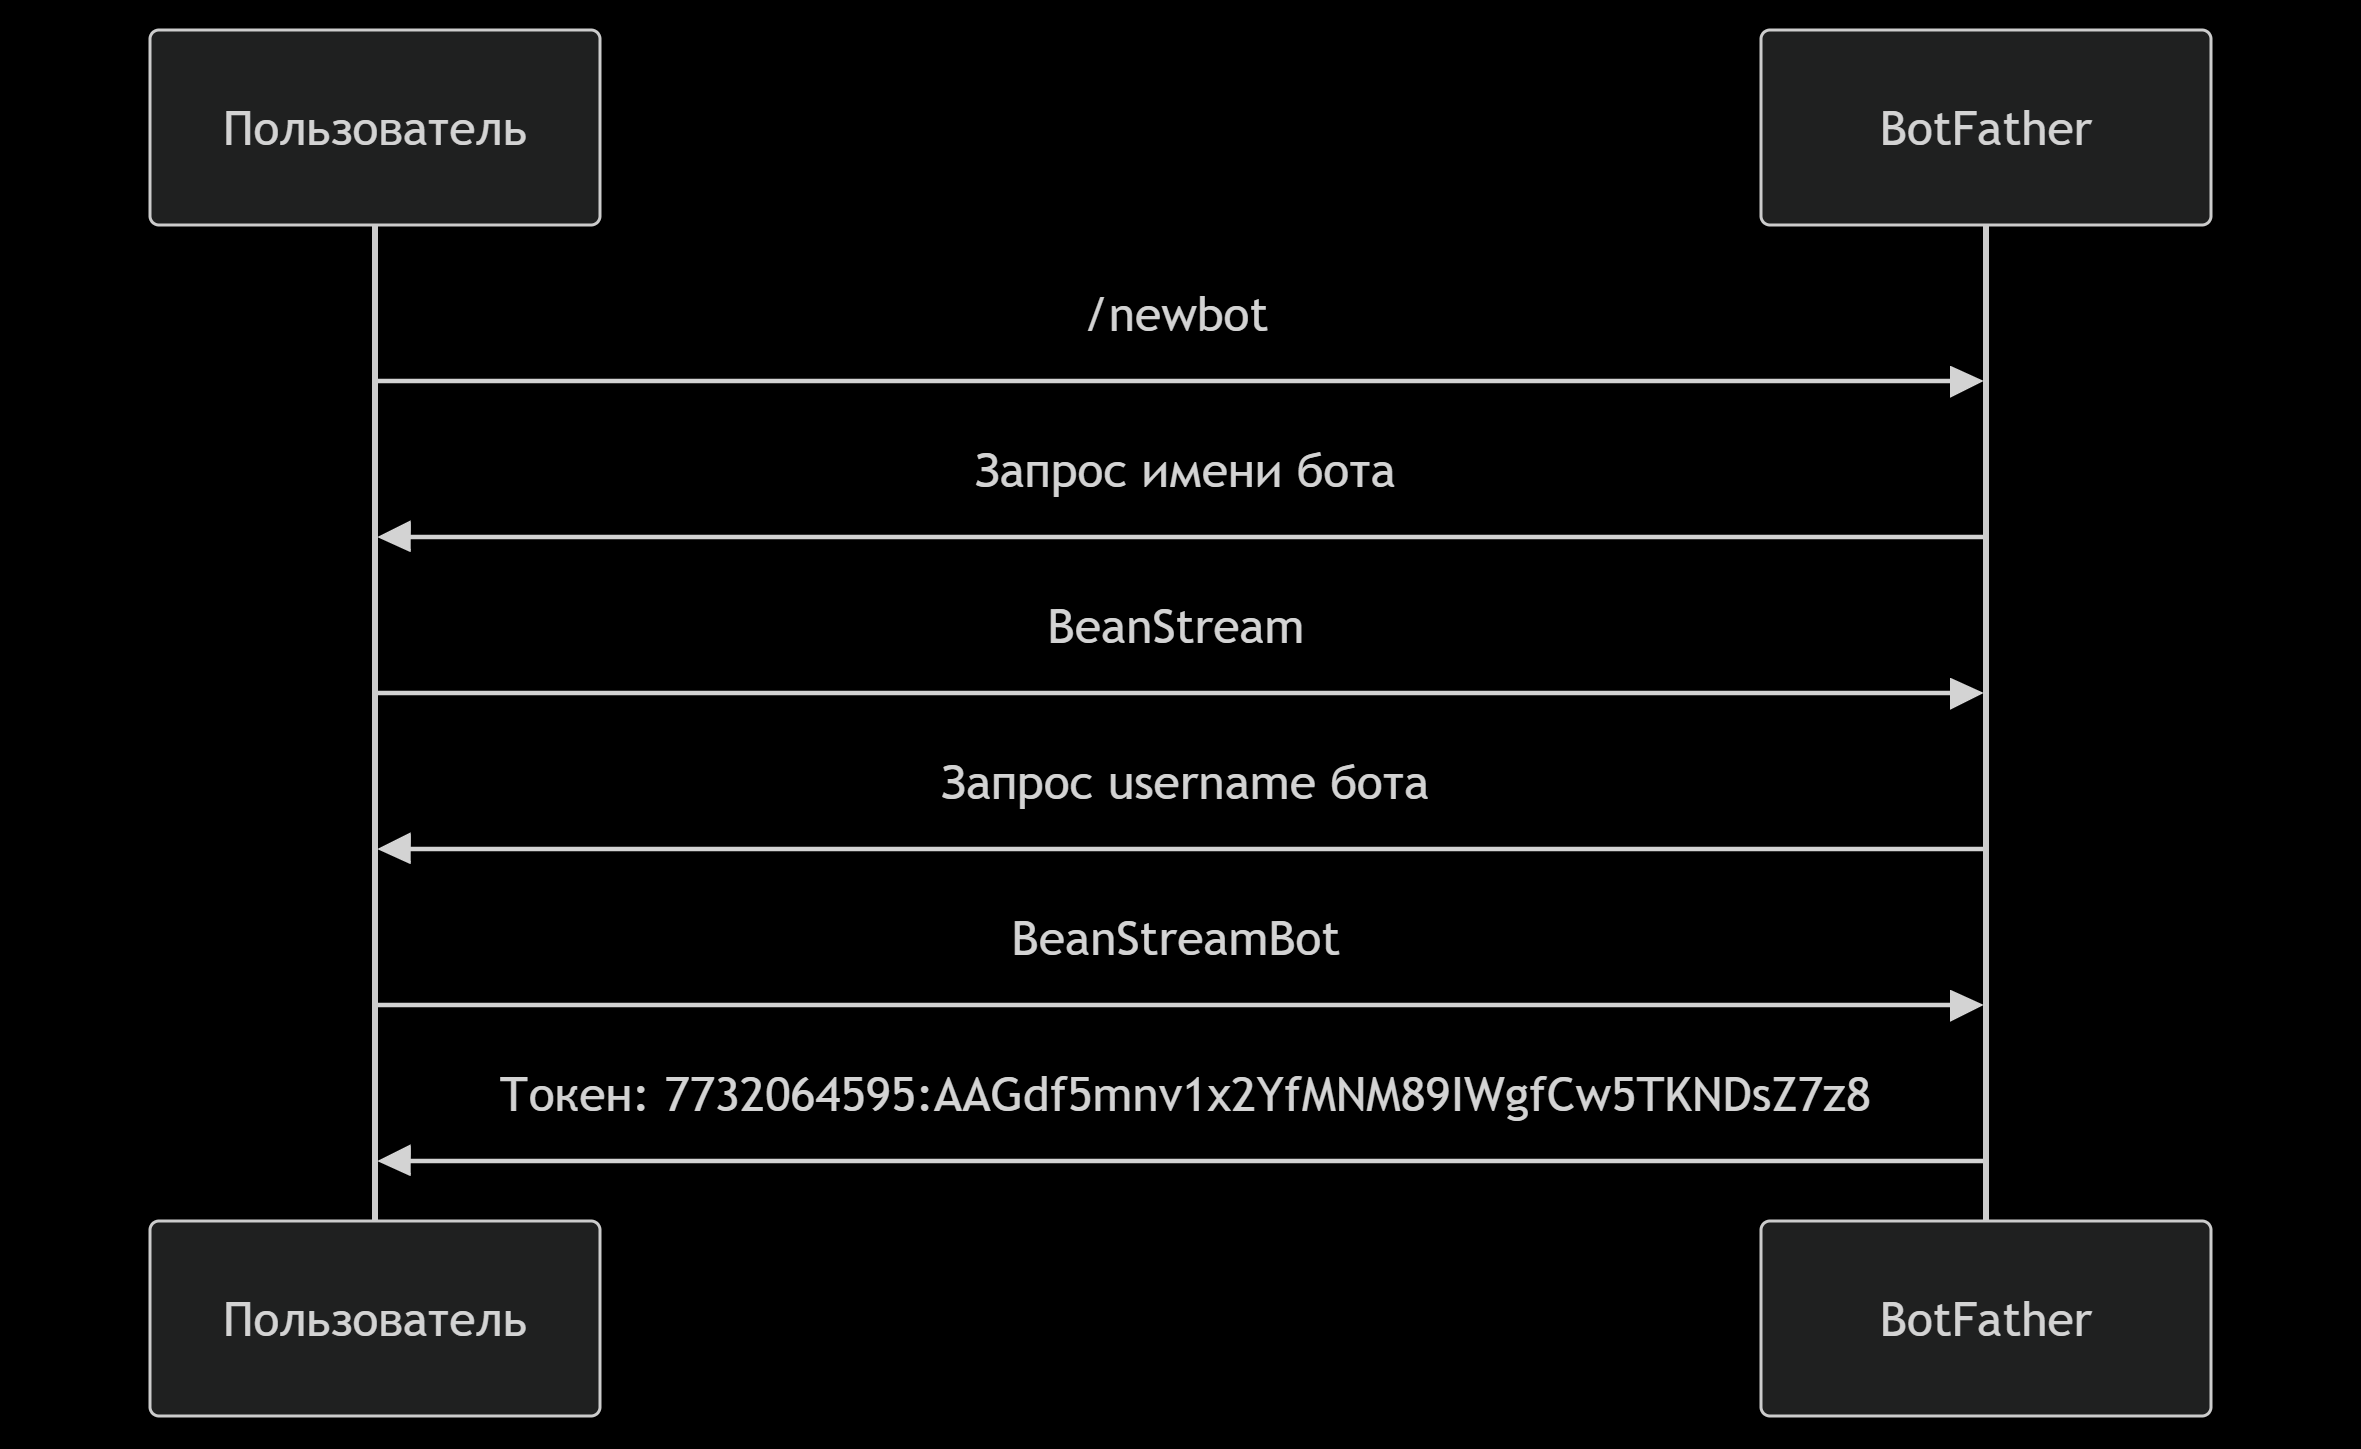 Пользователь
BotFather
/newbot
Запрос имени бота
BeanStream
Запрос username бота
BeanStreamBot
Токен: 7732064595:AAGdf5mnv1x2YfMNM89IWgfCw5TKNDsZ7z8
Пользователь
BotFather